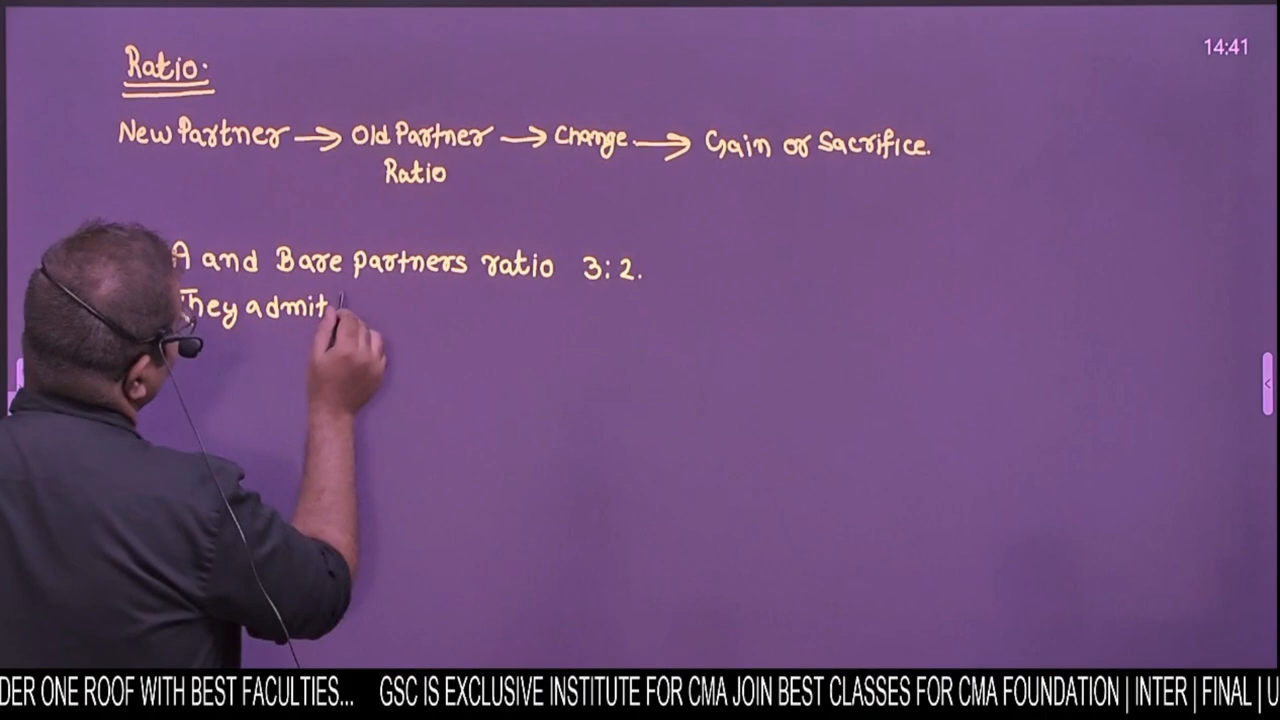 14:41
Ratio.
New Partner → Old Partner → Change. → Gain or Sacrifice.
Ratio
A and B are partners ratio 3:2.
They admit
DER ONE ROOF WITH BEST FACULTIES... GSC IS EXCLUSIVE INSTITUTE FOR CMA JOIN BEST CLASSES FOR CMA FOUNDATION | INTER | FINAL | U